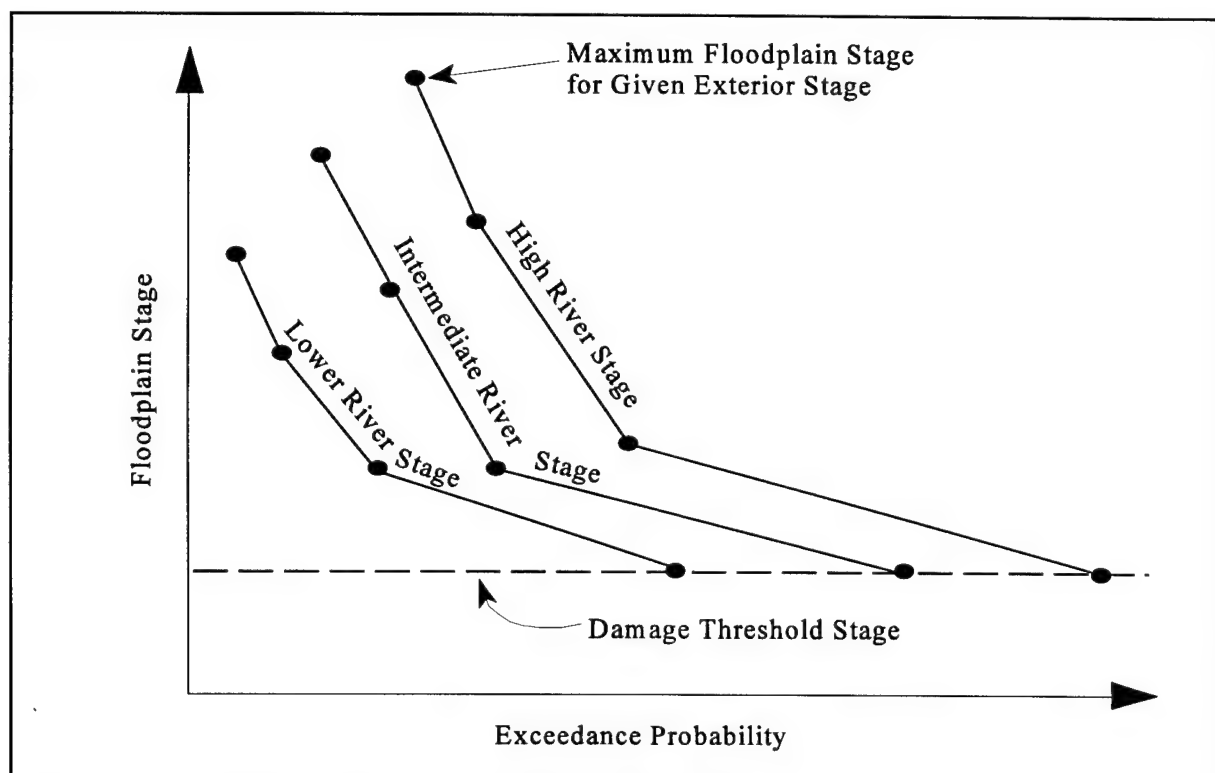 Maximum Floodplain Stage
for Given Exterior Stage
Floodplain Stage
Lower River Stage
Intermediate River Stage
High River Stage
Damage Threshold Stage
Exceedance Probability